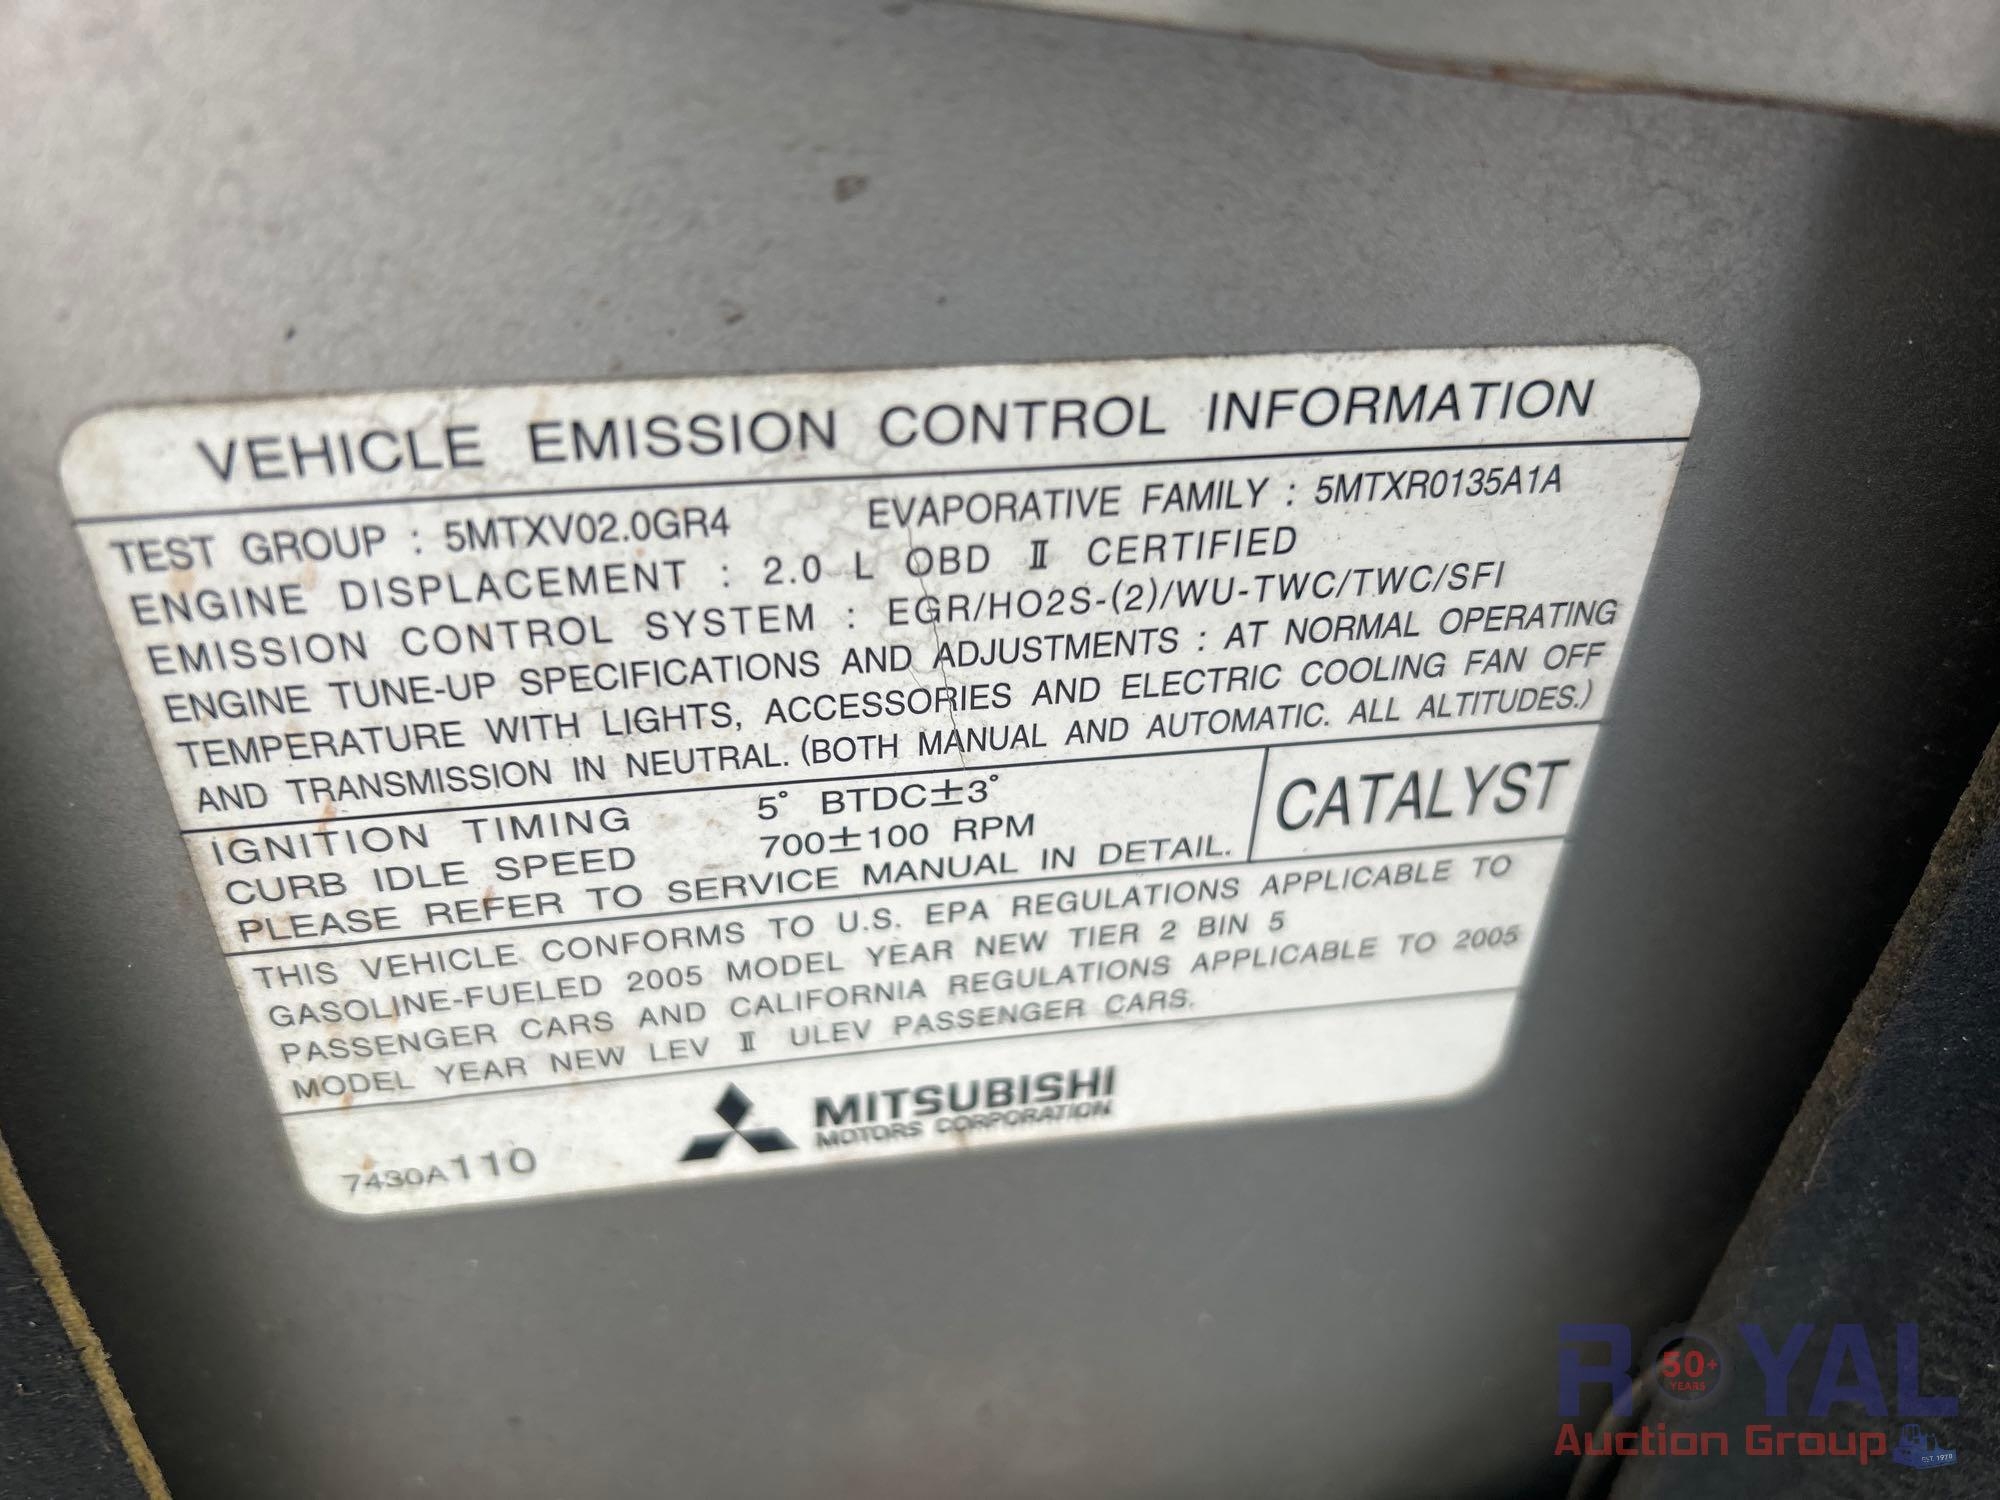 VEHICLE EMISSION CONTROL INFORMATION
TEST GROUP : 5MTXV02.0GR4 EVAPORATIVE FAMILY : 5MTXR0135A1A
ENGINE DISPLACEMENT : 2.0 L OBD Ⅱ CERTIFIED
EMISSION CONTROL SYSTEM : EGR/HO2S-(2)/WU-TWC/TWC/SFI
ENGINE TUNE-UP SPECIFICATIONS AND ADJUSTMENTS : AT NORMAL OPERATING
TEMPERATURE WITH LIGHTS, ACCESSORIES AND ELECTRIC COOLING FAN OFF
AND TRANSMISSION IN NEUTRAL. (BOTH MANUAL AND AUTOMATIC. ALL ALTITUDES.)
IGNITION TIMING 5° BTDC±3°
CURB IDLE SPEED 700±100 RPM
PLEASE REFER TO SERVICE MANUAL IN DETAIL.
CATALYST
THIS VEHICLE CONFORMS TO U.S. EPA REGULATIONS APPLICABLE TO
GASOLINE-FUELED 2005 MODEL YEAR NEW TIER 2 BIN 5
PASSENGER CARS AND CALIFORNIA REGULATIONS APPLICABLE TO 2005
MODEL YEAR NEW LEV Ⅱ ULEV PASSENGER CARS.
7430A110
MITSUBISHI
MOTORS CORPORATION
ROYAL
50+
YEARS
Auction Group
EST. 1970